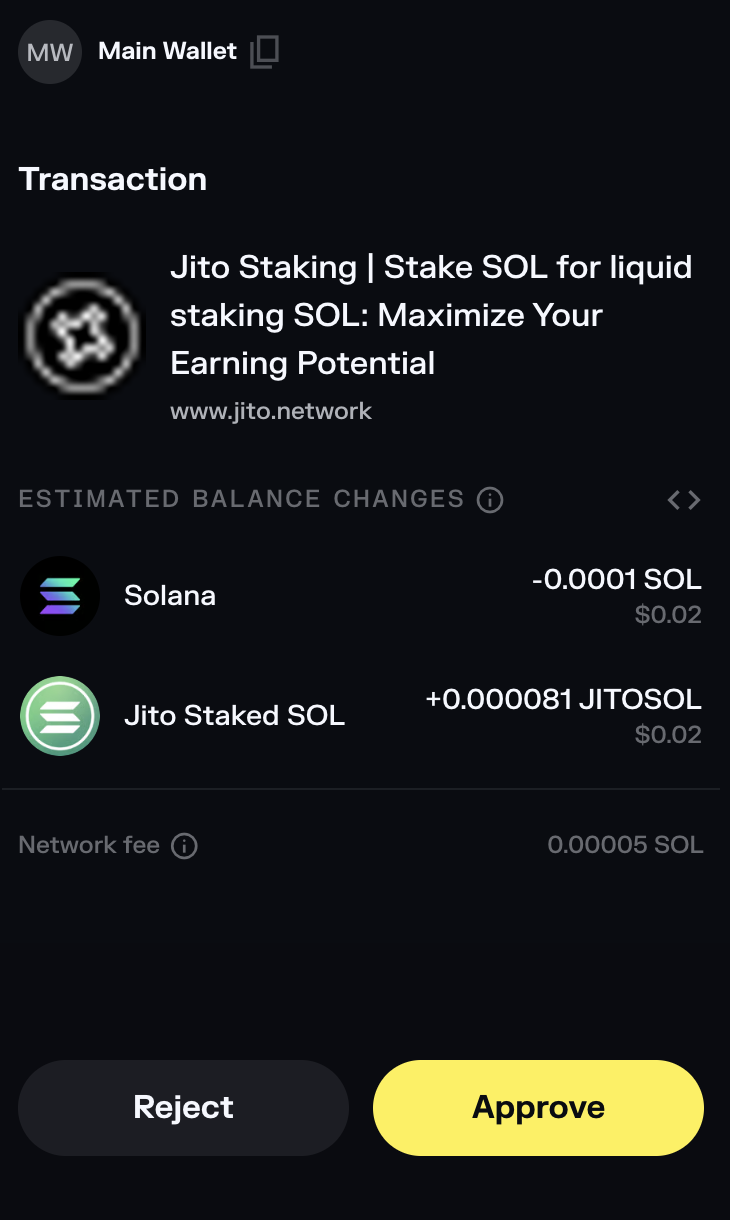 MW Main Wallet
Transaction
Jito Staking | Stake SOL for liquid
staking SOL: Maximize Your
Earning Potential
www.jito.network
ESTIMATED BALANCE CHANGES
Solana
-0.0001 SOL
$0.02
Jito Staked SOL
+0.000081 JITOSOL
$0.02
Network fee 0.00005 SOL
Reject Approve